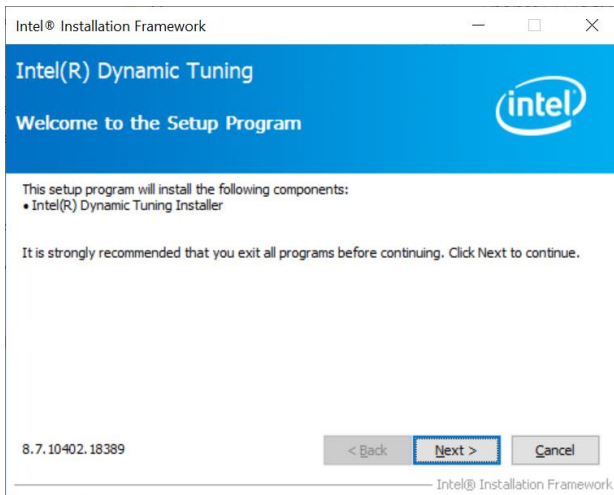 Intel® Installation Framework
Intel(R) Dynamic Tuning
Welcome to the Setup Program
intel
This setup program will install the following components:
• Intel(R) Dynamic Tuning Installer
It is strongly recommended that you exit all programs before continuing. Click Next to continue.
8.7.10402.18389
< Back
Next >
Cancel
Intel® Installation Framework